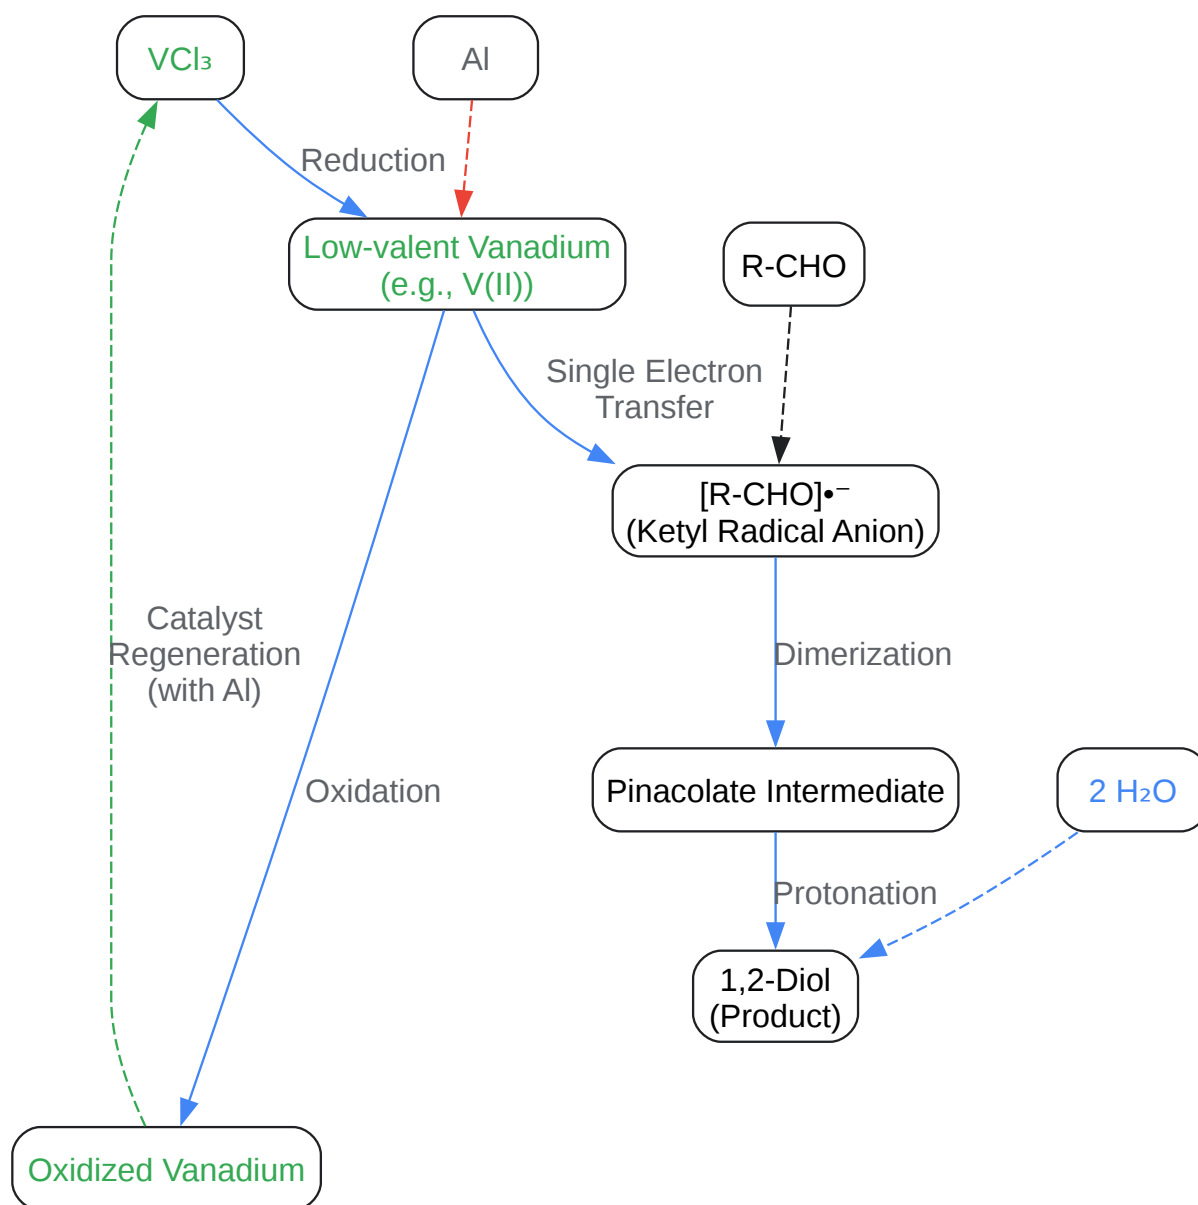 VCl₃
Al
Reduction
Low-valent Vanadium
(e.g., V(II))
R-CHO
Single Electron
Transfer
[R-CHO]•⁻
(Ketyl Radical Anion)
Catalyst
Regeneration
(with Al)
Dimerization
Oxidation
Pinacolate Intermediate
2 H₂O
Protonation
1,2-Diol
(Product)
Oxidized Vanadium